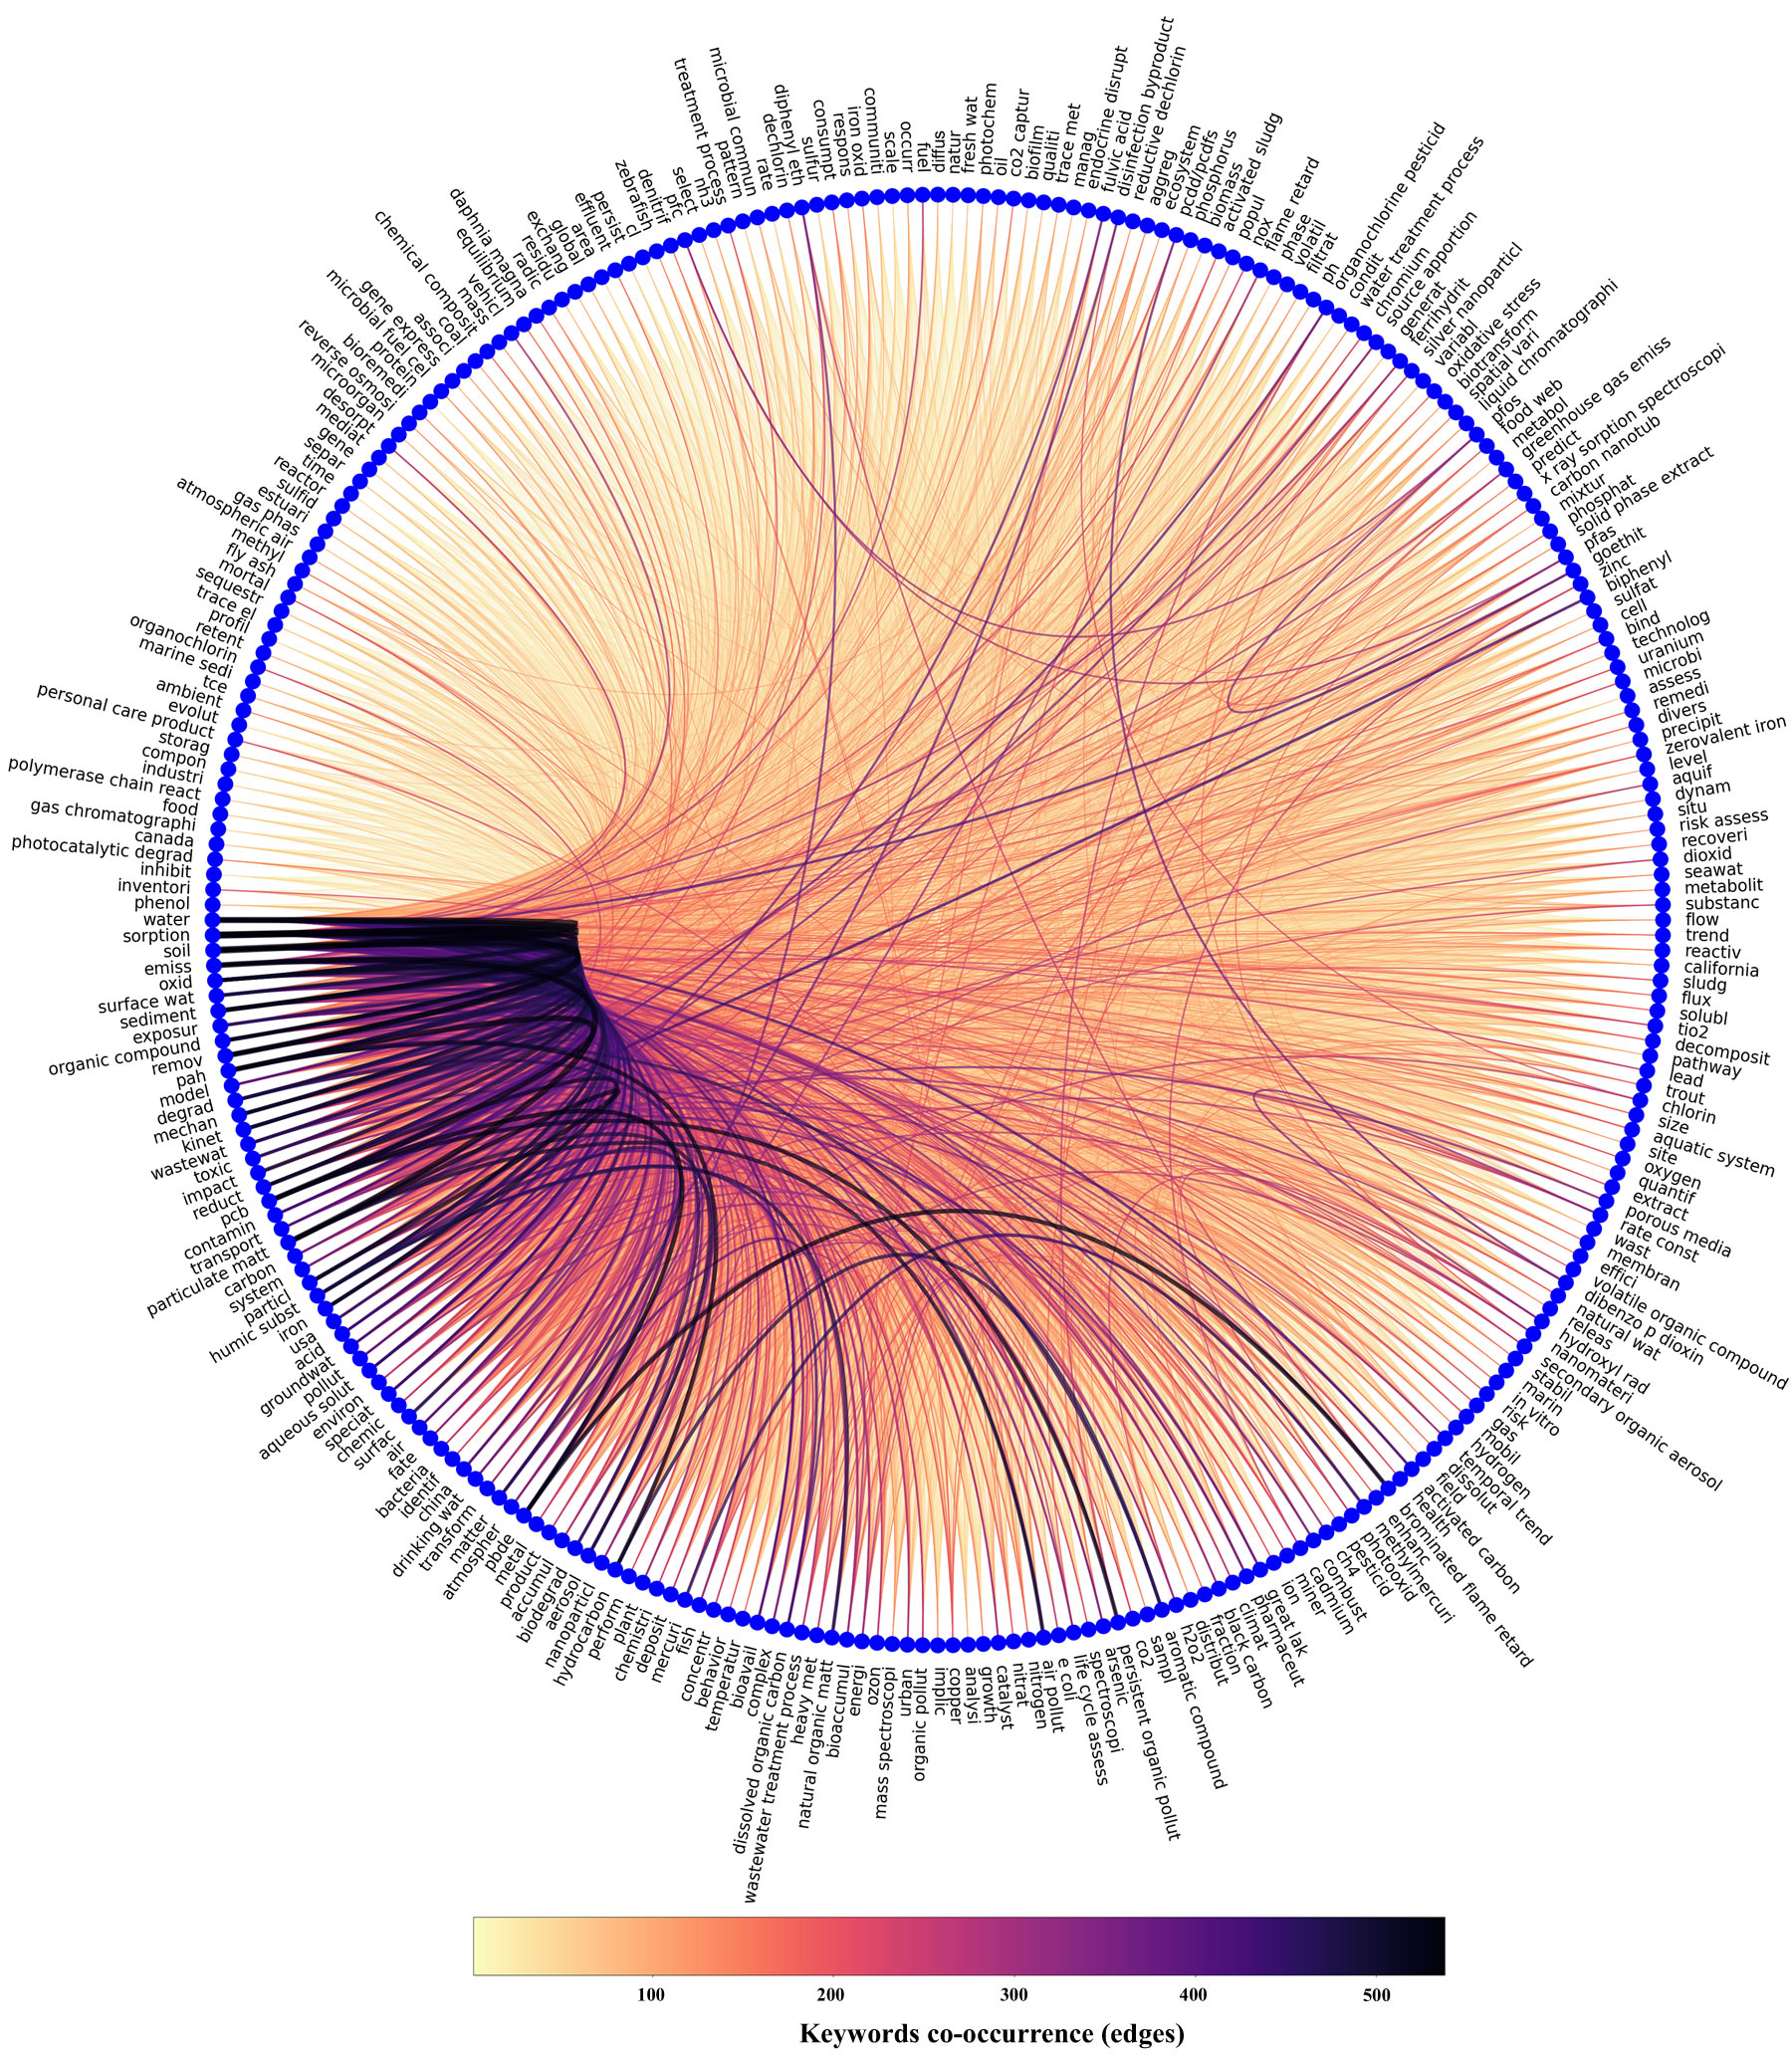 treatment process
microbial commun
nh3
pattern
rate
dechlorin
diphenyl eth
sulfur
consumpt
respons
iron oxid
communiti
scale
occurr
fuel
diffus
natur
fresh wat
photochem
oil
co2 captur
biofilm
qualiti
trace met
manag
endocrine disrupt
fulvic acid
disinfection byproduct
reductive dechlorin
aggreg
ecosystem
pcdd/pcdfs
phosphorus
biomass
activated sludg
popul
nox
flame retard
phase
volatil
filtrat
ph
organochlorine pesticid
condit
water treatment process
chromium
source apportion
generat
ferrihydrit
silver nanoparticl
variabl
oxidative stress
biotransform
spatial vari
liquid chromatographi
pfos
food web
metabol
greenhouse gas emiss
predict
x ray sorption spectroscopi
carbon nanotub
mixtur
phosphat
solid phase extract
pfas
goethit
zinc
biphenyl
sulfat
cell
bind
technolog
uranium
microbi
assess
remedi
divers
precipit
zerovalent iron
level
aquif
dynam
situ
risk assess
recoveri
dioxid
seawat
metabolit
substanc
flow
trend
reactiv
california
sludg
flux
solubl
tio2
decomposit
pathway
lead
trout
chlorin
size
aquatic system
site
oxygen
quantif
extract
porous media
rate const
wast
membran
effici
volatile organic compound
dibenzo p dioxin
natural wat
releas
hydroxyl rad
nanomateri
secondary organic aerosol
stabil
marin
in vitro
risk
gas
mobil
hydrogen
temporal trend
dissolut
field
activated carbon
health
brominated flame retard
enhanc
methylmercuri
photooxid
pesticid
ch4
combust
cadmium
miner
ion
great lak
pharmaceut
climat
black carbon
fraction
distribut
h2o2
aromatic compound
sampl
co2
persistent organic pollut
arsenic
spectroscopi
life cycle assess
e coli
air pollut
nitrogen
nitrat
catalyst
growth
analysi
copper
implic
organic pollut
urban
mass spectroscopi
ozon
energi
bioaccumul
natural organic matt
heavy met
wastewater treatment process
dissolved organic carbon
complex
bioavail
temperatur
behavior
concentr
fish
mercuri
deposit
chemistri
plant
perform
hydrocarbon
nanoparticl
aerosol
biodegrad
accumul
product
metal
pbde
atmospher
matter
transform
drinking wat
china
identif
bacteria
fate
air
surfac
chemic
speciat
environ
aqueous solut
pollut
groundwat
acid
usa
iron
humic subst
particl
system
carbon
particulate matt
transport
contamin
pcb
reduct
impact
toxic
wastewat
kinet
mechan
degrad
model
pah
remov
organic compound
exposur
sediment
surface wat
oxid
emiss
soil
sorption
water
phenol
inventori
inhibit
photocatalytic degrad
canada
gas chromatographi
food
polymerase chain react
industri
compon
storag
personal care product
evolut
ambient
tce
marine sedi
organochlorin
retent
profil
trace el
sequestr
mortal
fly ash
methyl
atmospheric air
gas phas
estuari
sulfid
reactor
time
separ
gene
mediat
desorpt
microorgan
reverse osmosi
bioremedi
protein
microbial fuel cel
gene express
associ
coal
chemical composit
mass
vehicl
equilibrium
daphnia magna
radic
residu
exchang
global
area
effluent
persist
cl
zebrafish
denitrif
pfc
select
100
200
300
400
500
Keywords co-occurrence (edges)